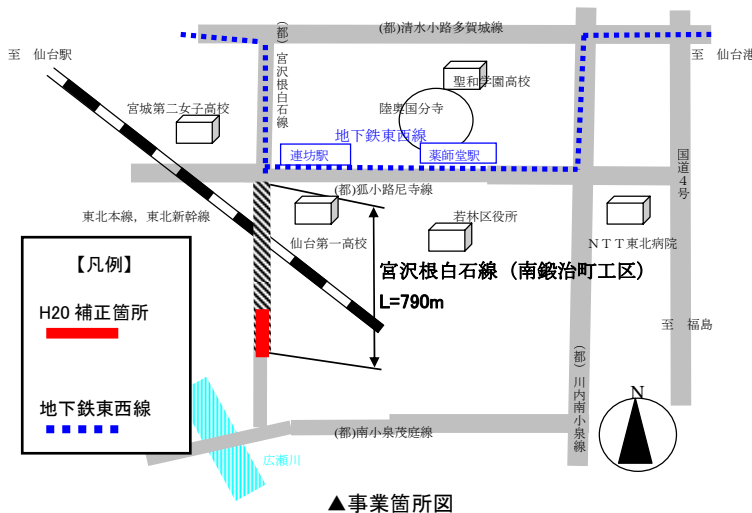 (都)清水小路多賀城線
至　仙台駅
(都)宮沢根白石線
至　仙台港
聖和学園高校
宮城第二女子高校
陸奥国分寺
地下鉄東西線
連坊駅
薬師堂駅
国道4号
(都)狐小路尼寺線
東北本線，東北新幹線
仙台第一高校
若林区役所
ＮＴＴ東北病院
【凡例】
H20 補正箇所
地下鉄東西線
宮沢根白石線（南鍛冶町工区）
L=790m
至　福島
(都)川内南小泉線
N
(都)南小泉茂庭線
広瀬川
▲事業箇所図